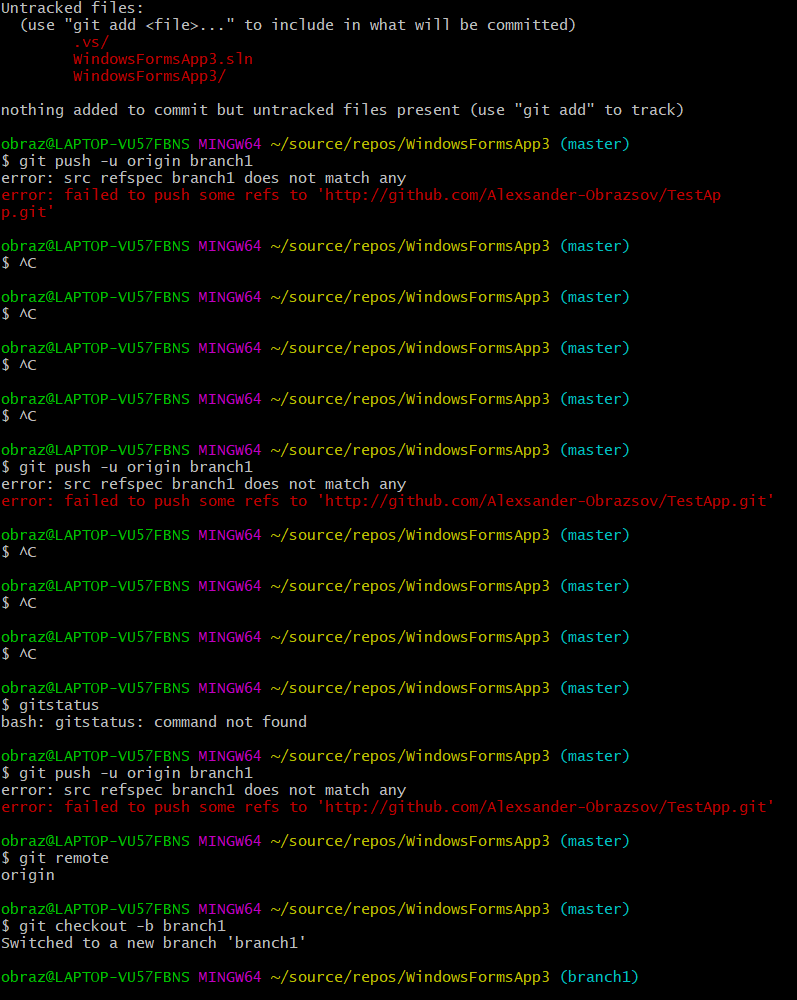 Untracked files:
  (use "git add <file>..." to include in what will be committed)
        .vs/
        WindowsFormsApp3.sln
        WindowsFormsApp3/

nothing added to commit but untracked files present (use "git add" to track)

obraz@LAPTOP-VU57FBNS MINGW64 ~/source/repos/WindowsFormsApp3 (master)
$ git push -u origin branch1
error: src refspec branch1 does not match any
error: failed to push some refs to 'http://github.com/Alexsander-Obrazsov/TestAp
p.git'

obraz@LAPTOP-VU57FBNS MINGW64 ~/source/repos/WindowsFormsApp3 (master)
$ ^C

obraz@LAPTOP-VU57FBNS MINGW64 ~/source/repos/WindowsFormsApp3 (master)
$ ^C

obraz@LAPTOP-VU57FBNS MINGW64 ~/source/repos/WindowsFormsApp3 (master)
$ ^C

obraz@LAPTOP-VU57FBNS MINGW64 ~/source/repos/WindowsFormsApp3 (master)
$ ^C

obraz@LAPTOP-VU57FBNS MINGW64 ~/source/repos/WindowsFormsApp3 (master)
$ git push -u origin branch1
error: src refspec branch1 does not match any
error: failed to push some refs to 'http://github.com/Alexsander-Obrazsov/TestApp.git'

obraz@LAPTOP-VU57FBNS MINGW64 ~/source/repos/WindowsFormsApp3 (master)
$ ^C

obraz@LAPTOP-VU57FBNS MINGW64 ~/source/repos/WindowsFormsApp3 (master)
$ ^C

obraz@LAPTOP-VU57FBNS MINGW64 ~/source/repos/WindowsFormsApp3 (master)
$ ^C

obraz@LAPTOP-VU57FBNS MINGW64 ~/source/repos/WindowsFormsApp3 (master)
$ gitstatus
bash: gitstatus: command not found

obraz@LAPTOP-VU57FBNS MINGW64 ~/source/repos/WindowsFormsApp3 (master)
$ git push -u origin branch1
error: src refspec branch1 does not match any
error: failed to push some refs to 'http://github.com/Alexsander-Obrazsov/TestApp.git'

obraz@LAPTOP-VU57FBNS MINGW64 ~/source/repos/WindowsFormsApp3 (master)
$ git remote
origin

obraz@LAPTOP-VU57FBNS MINGW64 ~/source/repos/WindowsFormsApp3 (master)
$ git checkout -b branch1
Switched to a new branch 'branch1'

obraz@LAPTOP-VU57FBNS MINGW64 ~/source/repos/WindowsFormsApp3 (branch1)